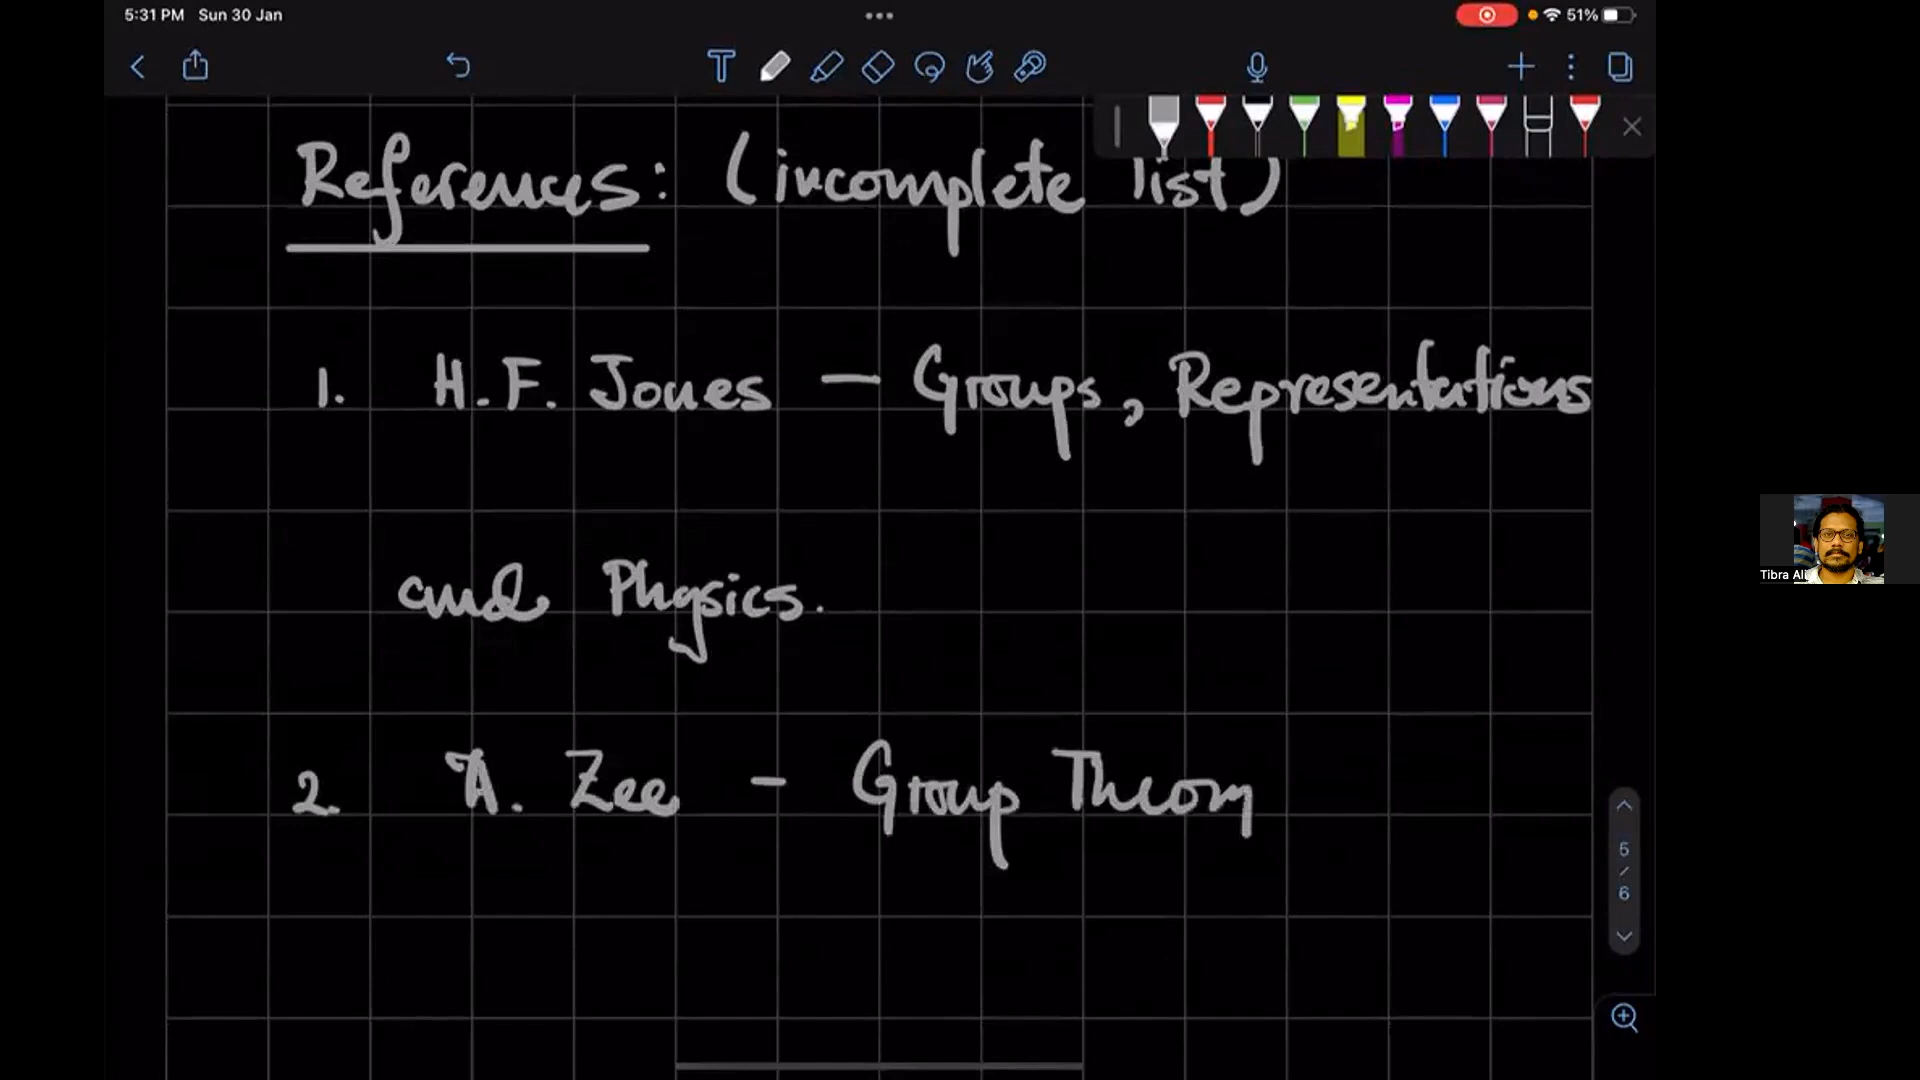 5:31 PM Sun 30 Jan
51%
References: (incomplete list)
1. H.F. Jones — Groups, Representations
and Physics.
2. A. Zee - Group Theory
5
/
6
Tibra Ali